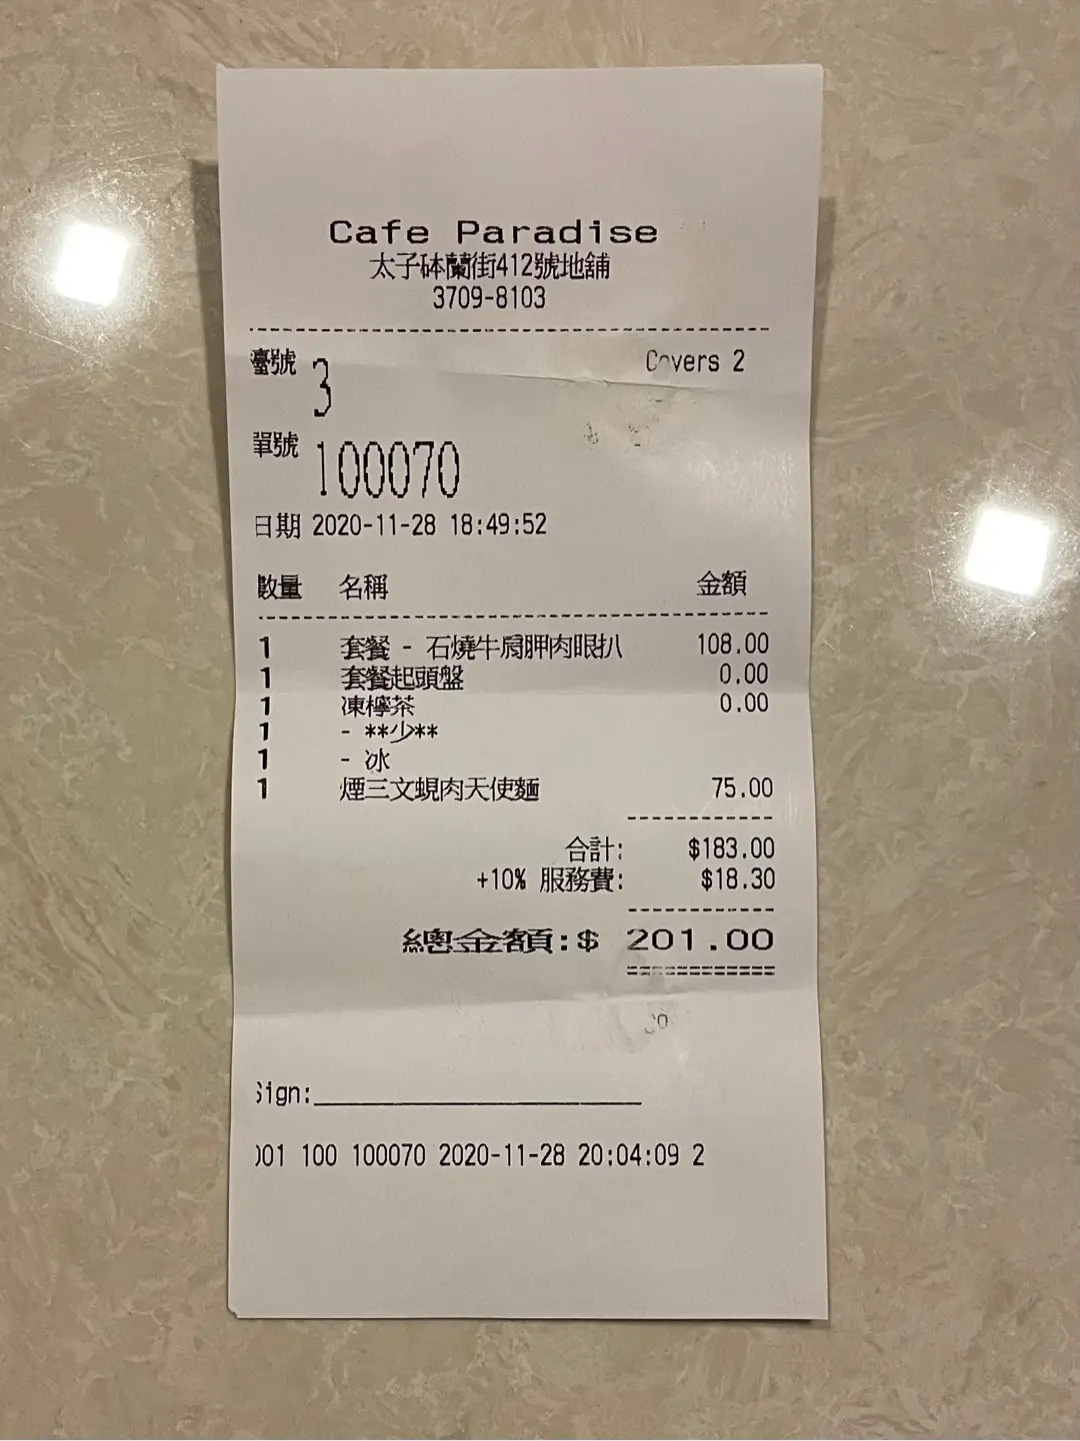 Cafe Paradise
太子砵蘭街412號地舖
3709-8103
臺號 3 Covers 2
單號 100070
日期 2020-11-28 18:49:52
數量 名稱 金額
1 套餐 - 石燒牛肩胛肉眼扒 108.00
1 套餐起頭盤 0.00
1 凍檸茶 0.00
1 - **少**
1 - 冰
1 煙三文蜆肉天使麵 75.00
合計: $183.00
+10% 服務費: $18.30
總金額:$ 201.00
Sign:
001 100 100070 2020-11-28 20:04:09 2